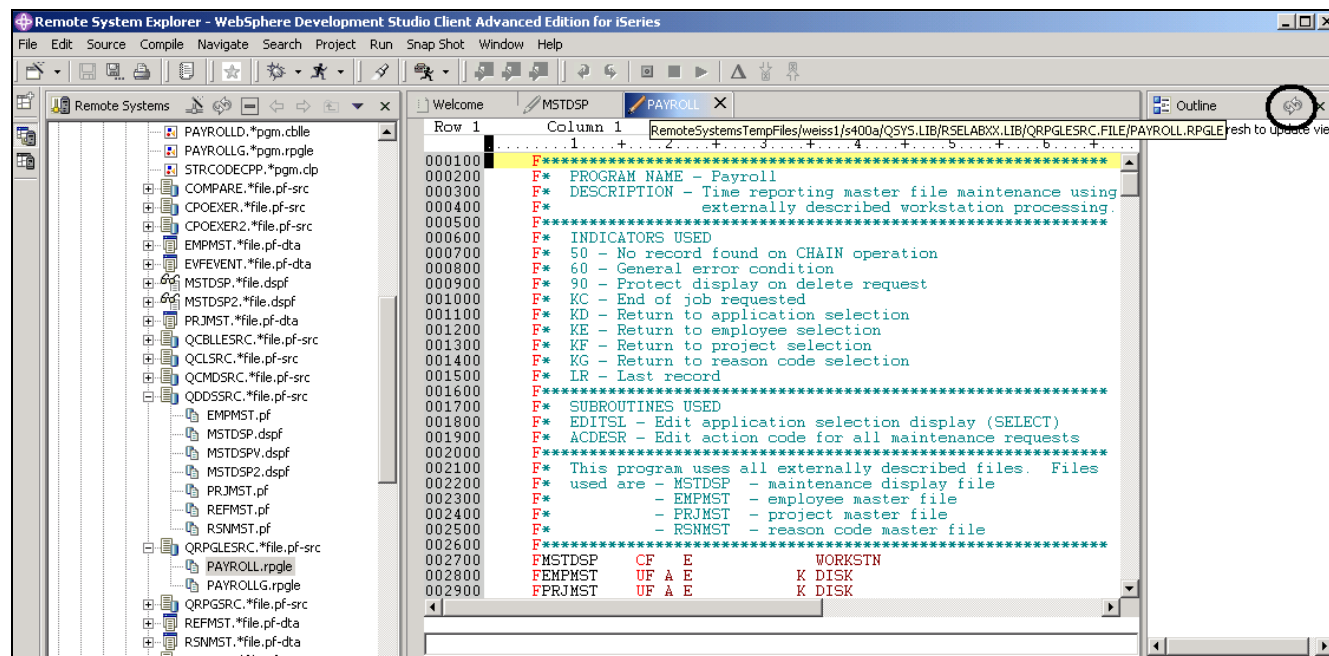 Remote System Explorer - WebSphere Development Studio Client Advanced Edition for iSeries
File Edit Source Compile Navigate Search Project Run Snap Shot Window Help
Remote Systems
PAYROLLD.*pgm.cblle
PAYROLLG.*pgm.rpgle
STRCODECPP.*pgm.clp
COMPARE.*file.pf-src
CPOEXER.*file.pf-src
CPOEXER2.*file.pf-src
EMPMST.*file.pf-dta
EVFEVENT.*file.pf-dta
MSTDSP.*file.dspf
MSTDSP2.*file.dspf
PRJMST.*file.pf-dta
QCBLLESRC.*file.pf-src
QCLSRC.*file.pf-src
QCMDSRC.*file.pf-src
QDDSSRC.*file.pf-src
EMPMST.pf
MSTDSP.dspf
MSTDSPV.dspf
MSTDSP2.dspf
PRJMST.pf
REFMST.pf
RSNMST.pf
QRPGLESRC.*file.pf-src
PAYROLL.rpgle
PAYROLLG.rpgle
QRPGSRC.*file.pf-src
REFMST.*file.pf-dta
RSNMST.*file.pf-dta
Welcome MSTDSP PAYROLL
Row 1 Column 1
RemoteSystemsTempFiles/weiss1/s400a/QSYS.LIB/RSELABXX.LIB/QRPGLESRC.FILE/PAYROLL.RPGLE
.........1....+....2....+....3....+....4....+....5....+....6....+....
000100 F*************************************************************
000200 F* PROGRAM NAME - Payroll
000300 F* DESCRIPTION - Time reporting master file maintenance using
000400 F* externally described workstation processing.
000500 F*************************************************************
000600 F* INDICATORS USED
000700 F* 50 - No record found on CHAIN operation
000800 F* 60 - General error condition
000900 F* 90 - Protect display on delete request
001000 F* KC - End of job requested
001100 F* KD - Return to application selection
001200 F* KE - Return to employee selection
001300 F* KF - Return to project selection
001400 F* KG - Return to reason code selection
001500 F* LR - Last record
001600 F*************************************************************
001700 F* SUBROUTINES USED
001800 F* EDITSL - Edit application selection display (SELECT)
001900 F* ACDESR - Edit action code for all maintenance requests
002000 F*************************************************************
002100 F* This program uses all externally described files. Files
002200 F* used are - MSTDSP - maintenance display file
002300 F* - EMPMST - employee master file
002400 F* - PRJMST - project master file
002500 F* - RSNMST - reason code master file
002600 F*************************************************************
002700 FMSTDSP CF E WORKSTN
002800 FEMPMST UF A E K DISK
002900 FPRJMST UF A E K DISK
Outline
resh to update vie